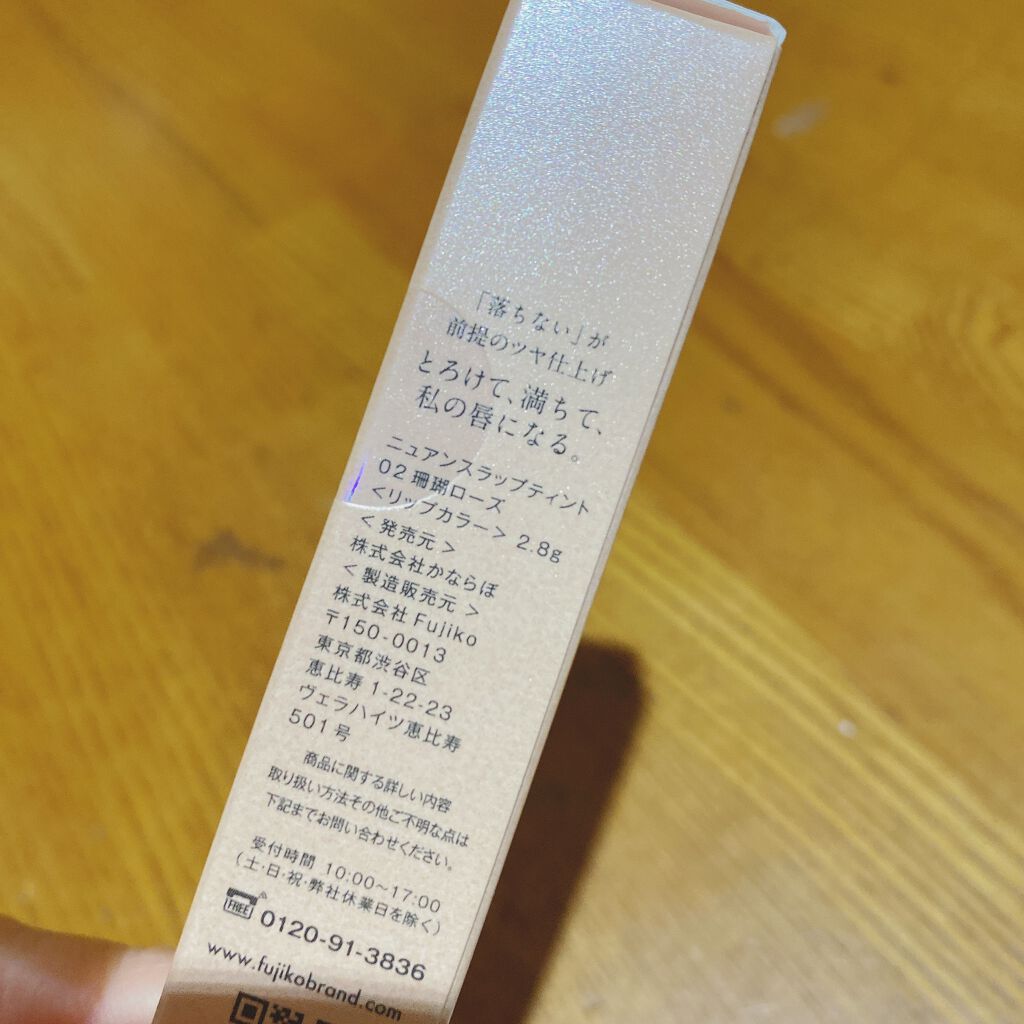 「落ちない」が
前提のツヤ仕上げ
とろけて、満ちて、
私の唇になる。
ニュアンスラップティント
02 珊瑚ローズ
<リップカラー> 2.8g
< 発売元 >
株式会社かならぼ
< 製造販売元 >
株式会社 Fujiko
〒150-0013
東京都渋谷区
恵比寿 1-22-23
ヴェラハイツ恵比寿
501 号
商品に関する詳しい内容
取り扱い方法その他ご不明な点は
下記までお問い合わせください。
受付時間 10:00~17:00
(土・日・祝・弊社休業日を除く)
FREE 0120-91-3836
www.fujikobrand.com